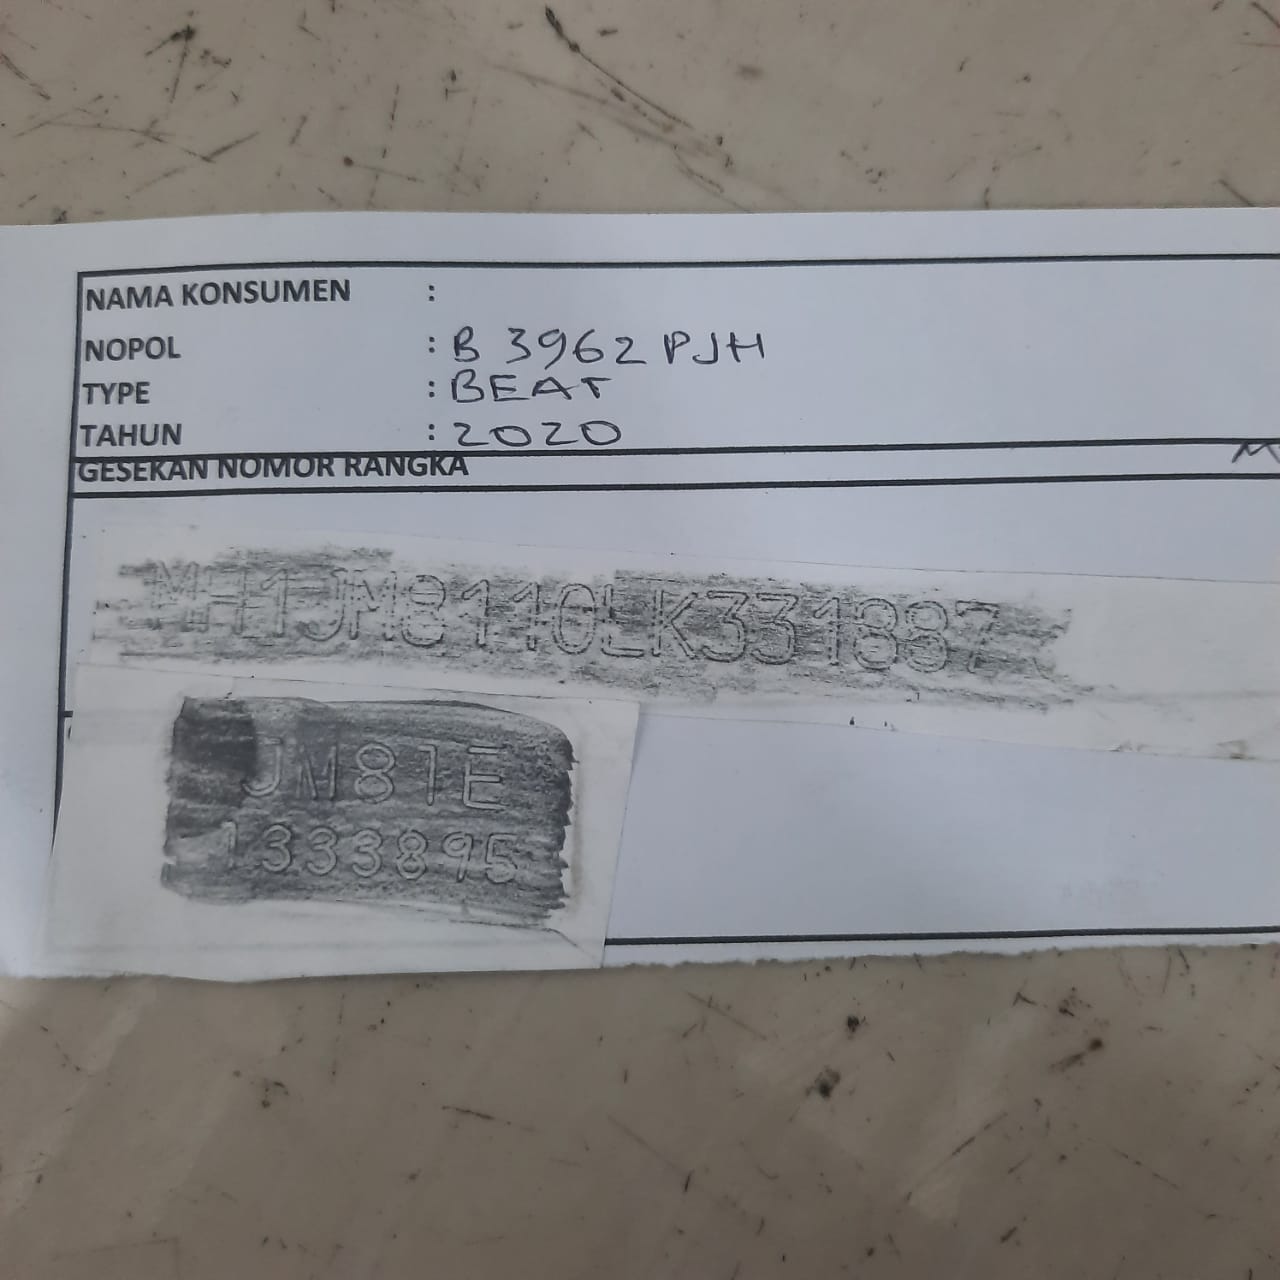 NAMA KONSUMEN :
NOPOL : B 3962 PJH
TYPE : BEAT
TAHUN : 2020
GESEKAN NOMOR RANGKA
MH1JM8110LK331887
JM81E
1333895